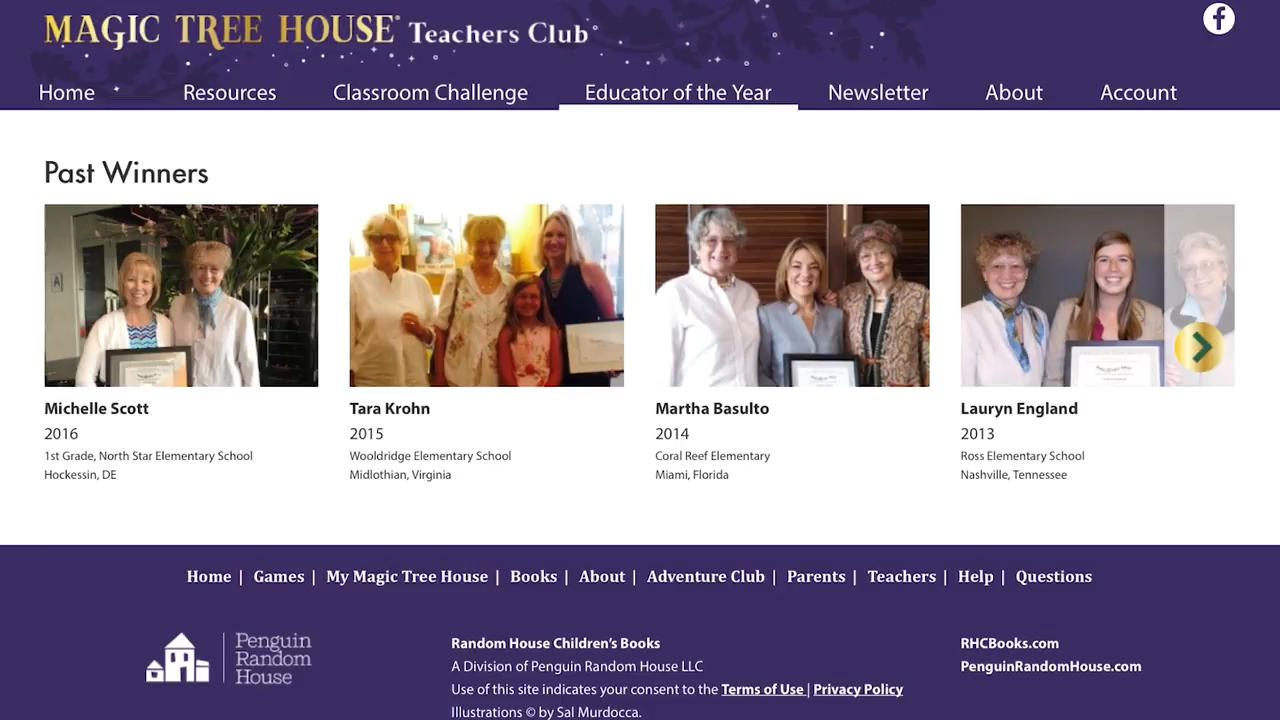 MAGIC TREE HOUSE® Teachers Club
Home Resources Classroom Challenge Educator of the Year Newsletter About Account
Past Winners
Michelle Scott
2016
1st Grade, North Star Elementary School
Hockessin, DE
Tara Krohn
2015
Wooldridge Elementary School
Midlothian, Virginia
Martha Basulto
2014
Coral Reef Elementary
Miami, Florida
Lauryn England
2013
Ross Elementary School
Nashville, Tennessee
Home | Games | My Magic Tree House | Books | About | Adventure Club | Parents | Teachers | Help | Questions
Penguin
Random
House
Random House Children's Books
A Division of Penguin Random House LLC
Use of this site indicates your consent to the Terms of Use | Privacy Policy
Illustrations © by Sal Murdocca.
RHCBooks.com
PenguinRandomHouse.com